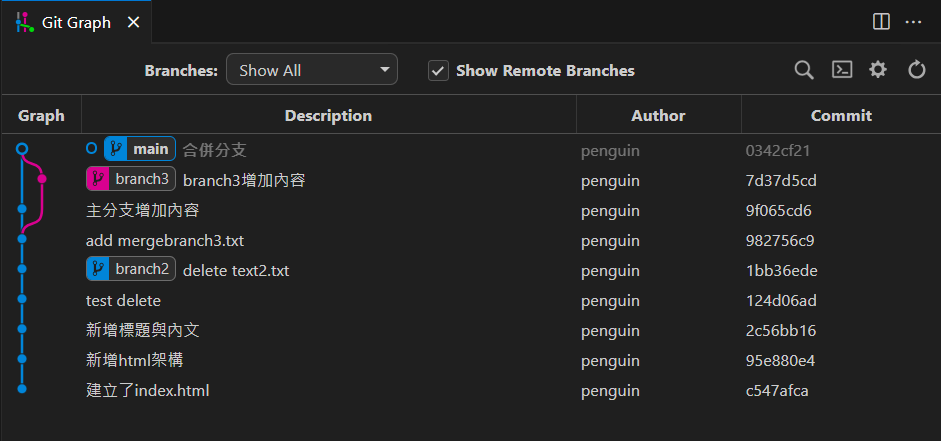 Git Graph
Branches: Show All Show Remote Branches
Graph Description Author Commit
main 合併分支 penguin 0342cf21
branch3 branch3增加內容 penguin 7d37d5cd
主分支增加內容 penguin 9f065cd6
add mergebranch3.txt penguin 982756c9
branch2 delete text2.txt penguin 1bb36ede
test delete penguin 124d06ad
新增標題與內文 penguin 2c56bb16
新增html架構 penguin 95e880e4
建立了index.html penguin c547afca